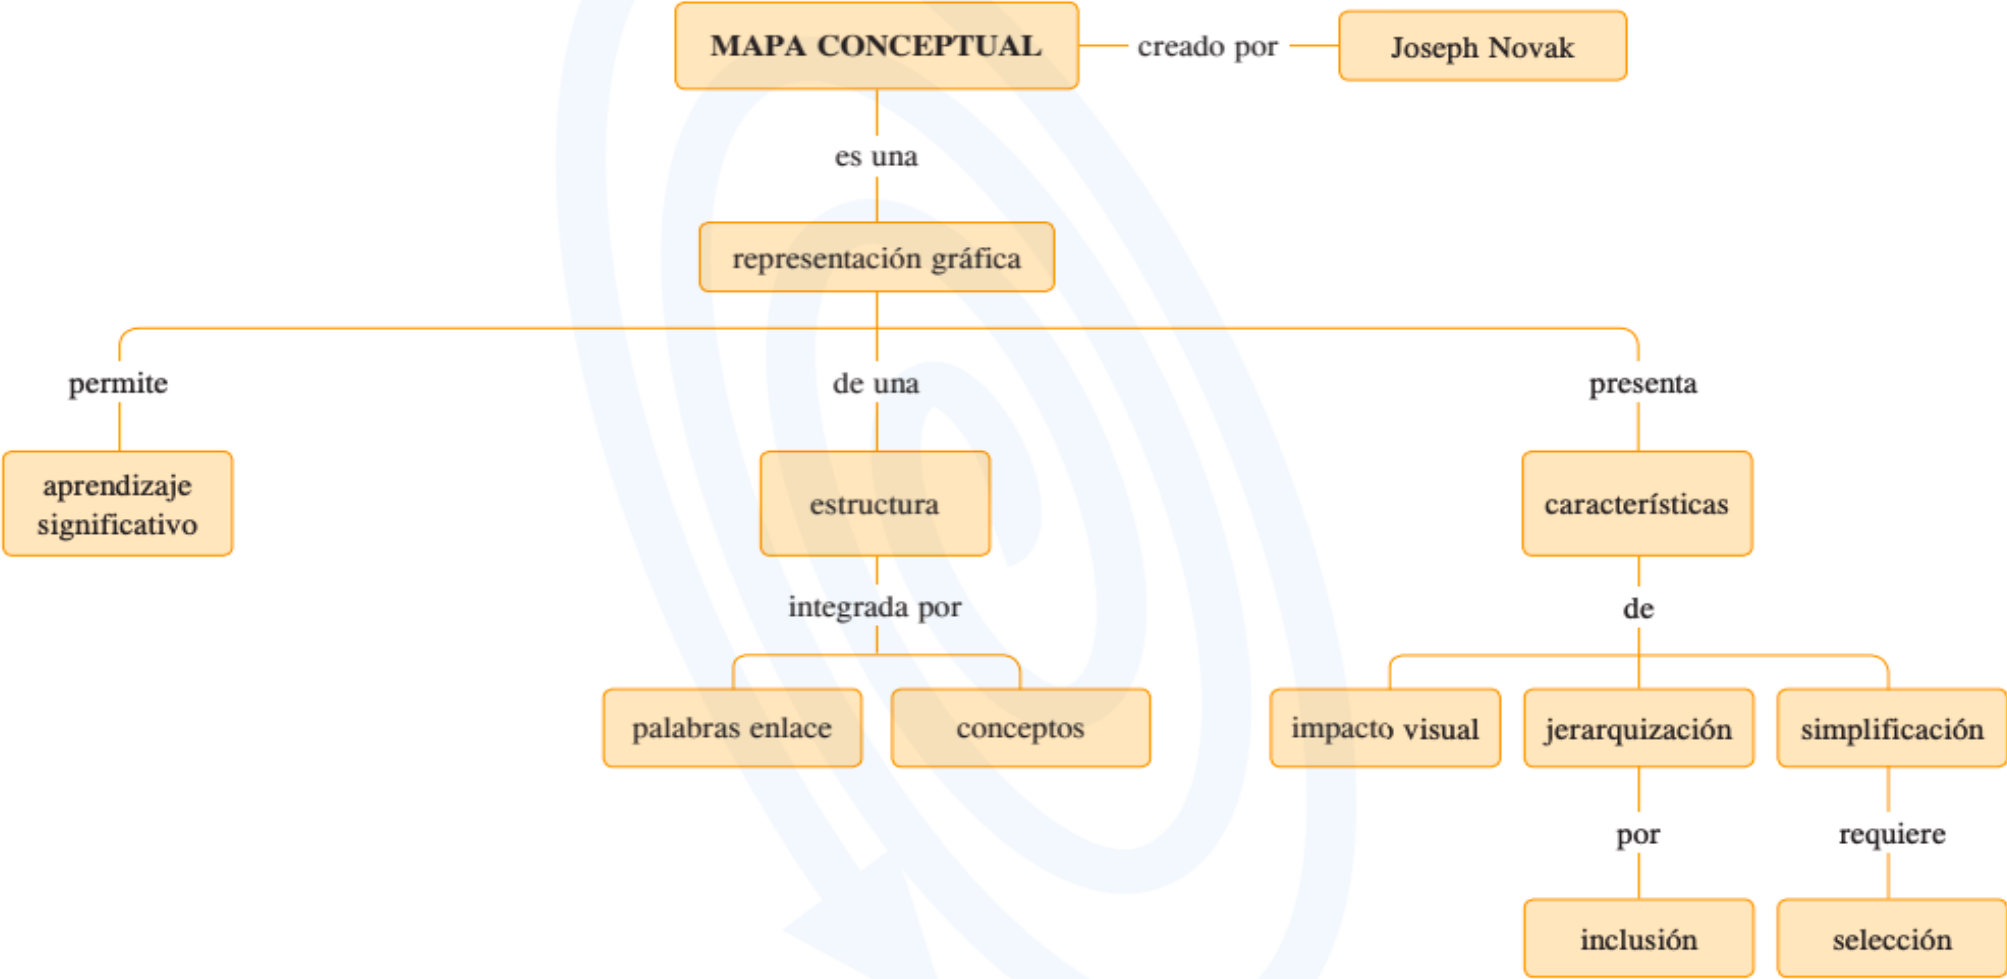 MAPA CONCEPTUAL
creado por
Joseph Novak
es una
representación gráfica
permite
de una
presenta
aprendizaje
significativo
estructura
características
integrada por
de
palabras enlace
conceptos
impacto visual
jerarquización
simplificación
por
requiere
inclusión
selección